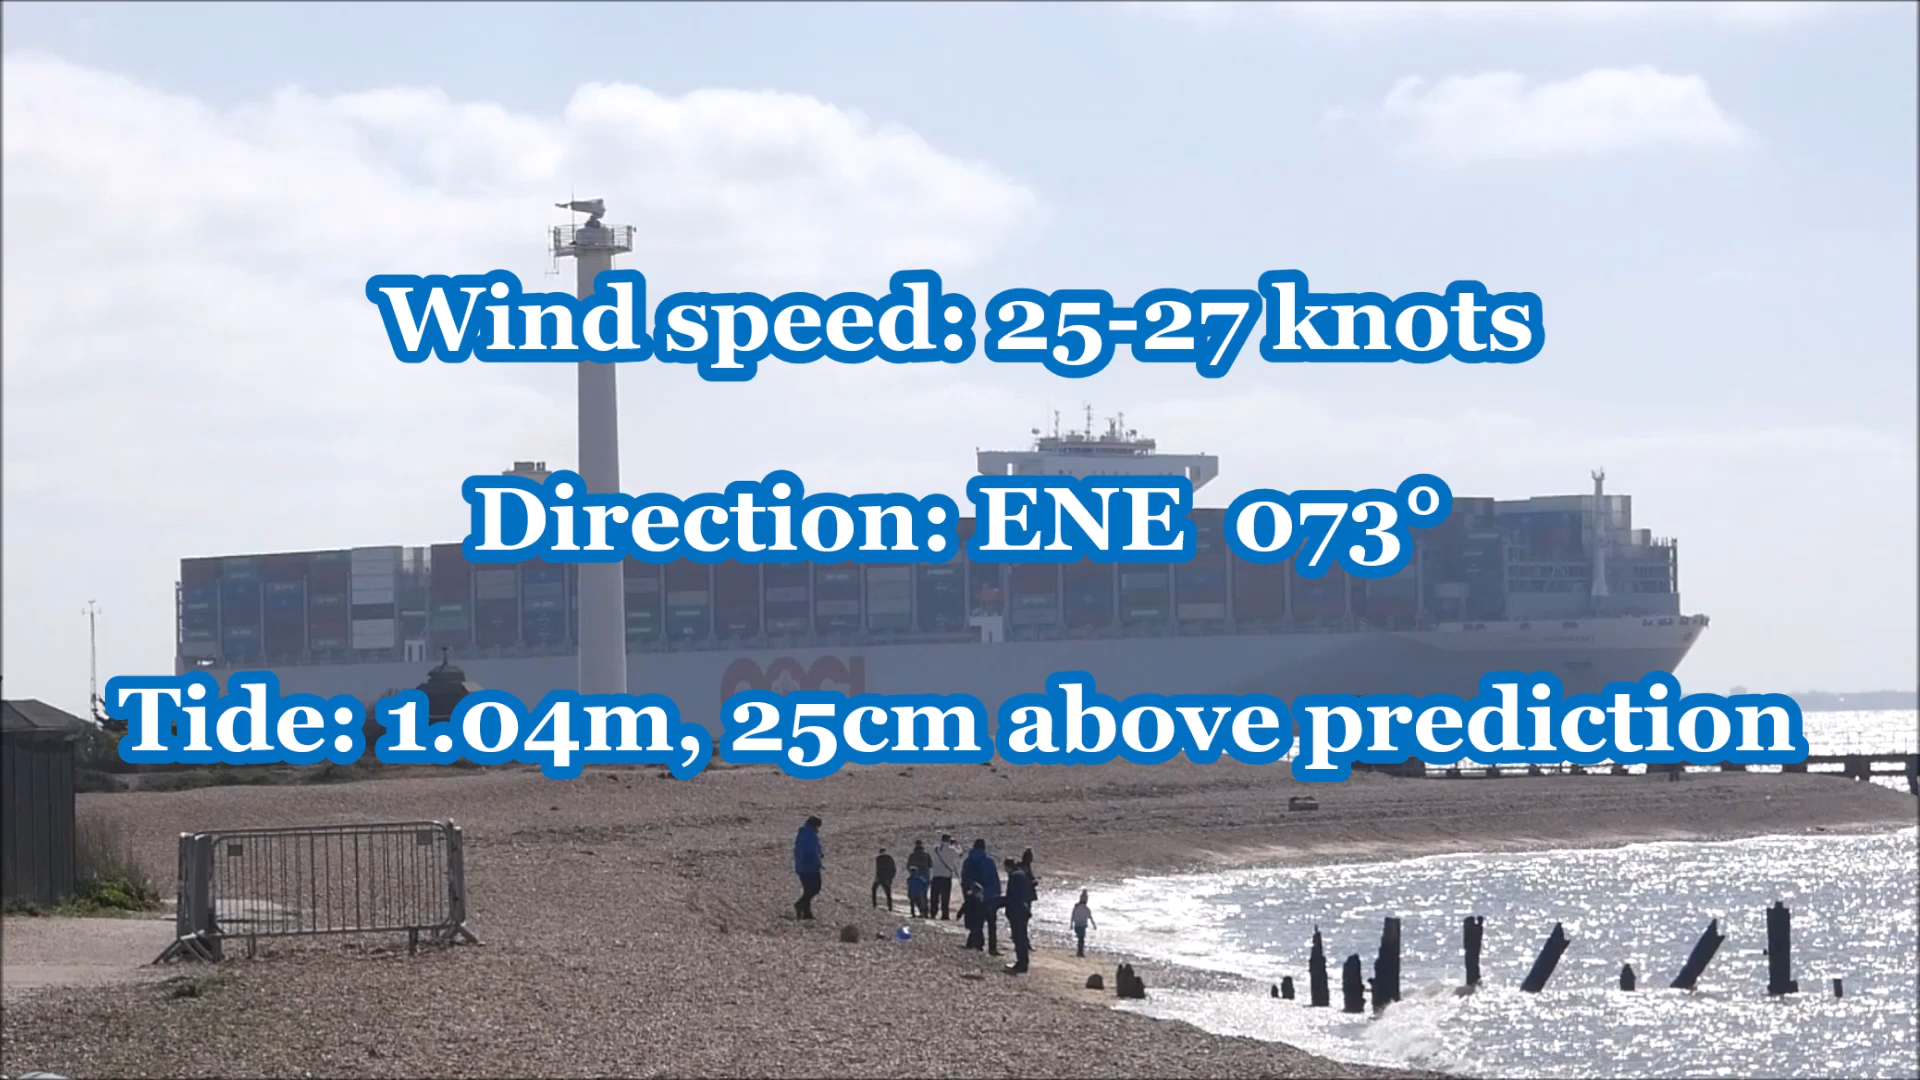 Wind speed: 25-27 knots
Direction: ENE 073°
Tide: 1.04m, 25cm above prediction